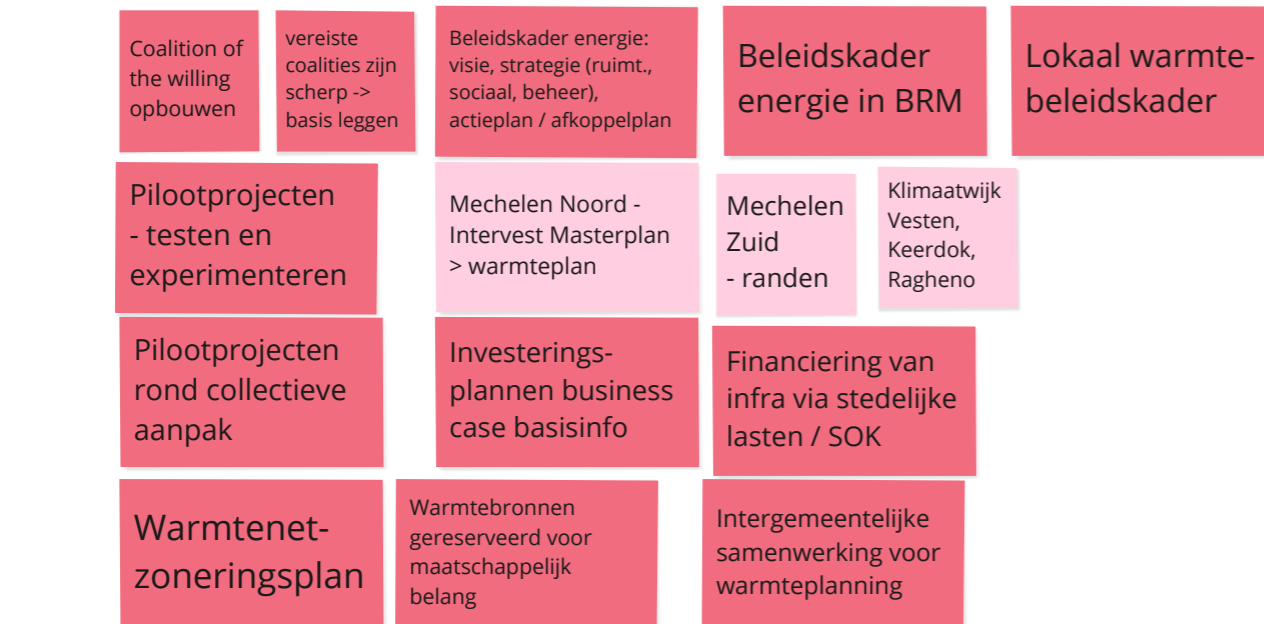 Coalition of
the willing
opbouwen
vereiste
coalities zijn
scherp ->
basis leggen
Beleidskader energie:
visie, strategie (ruimt.,
sociaal, beheer),
actieplan / afkoppelplan
Beleidskader
energie in BRM
Lokaal warmte-
beleidskader
Pilootprojecten
- testen en
experimenteren
Mechelen Noord -
Intervest Masterplan
> warmteplan
Mechelen
Zuid
- randen
Klimaatwijk
Vesten,
Keerdok,
Ragheno
Pilootprojecten
rond collectieve
aanpak
Investerings-
plannen business
case basisinfo
Financiering van
infra via stedelijke
lasten / SOK
Warmtenet-
zoneringsplan
Warmtebronnen
gereserveerd voor
maatschappelijk
belang
Intergemeentelijke
samenwerking voor
warmteplanning